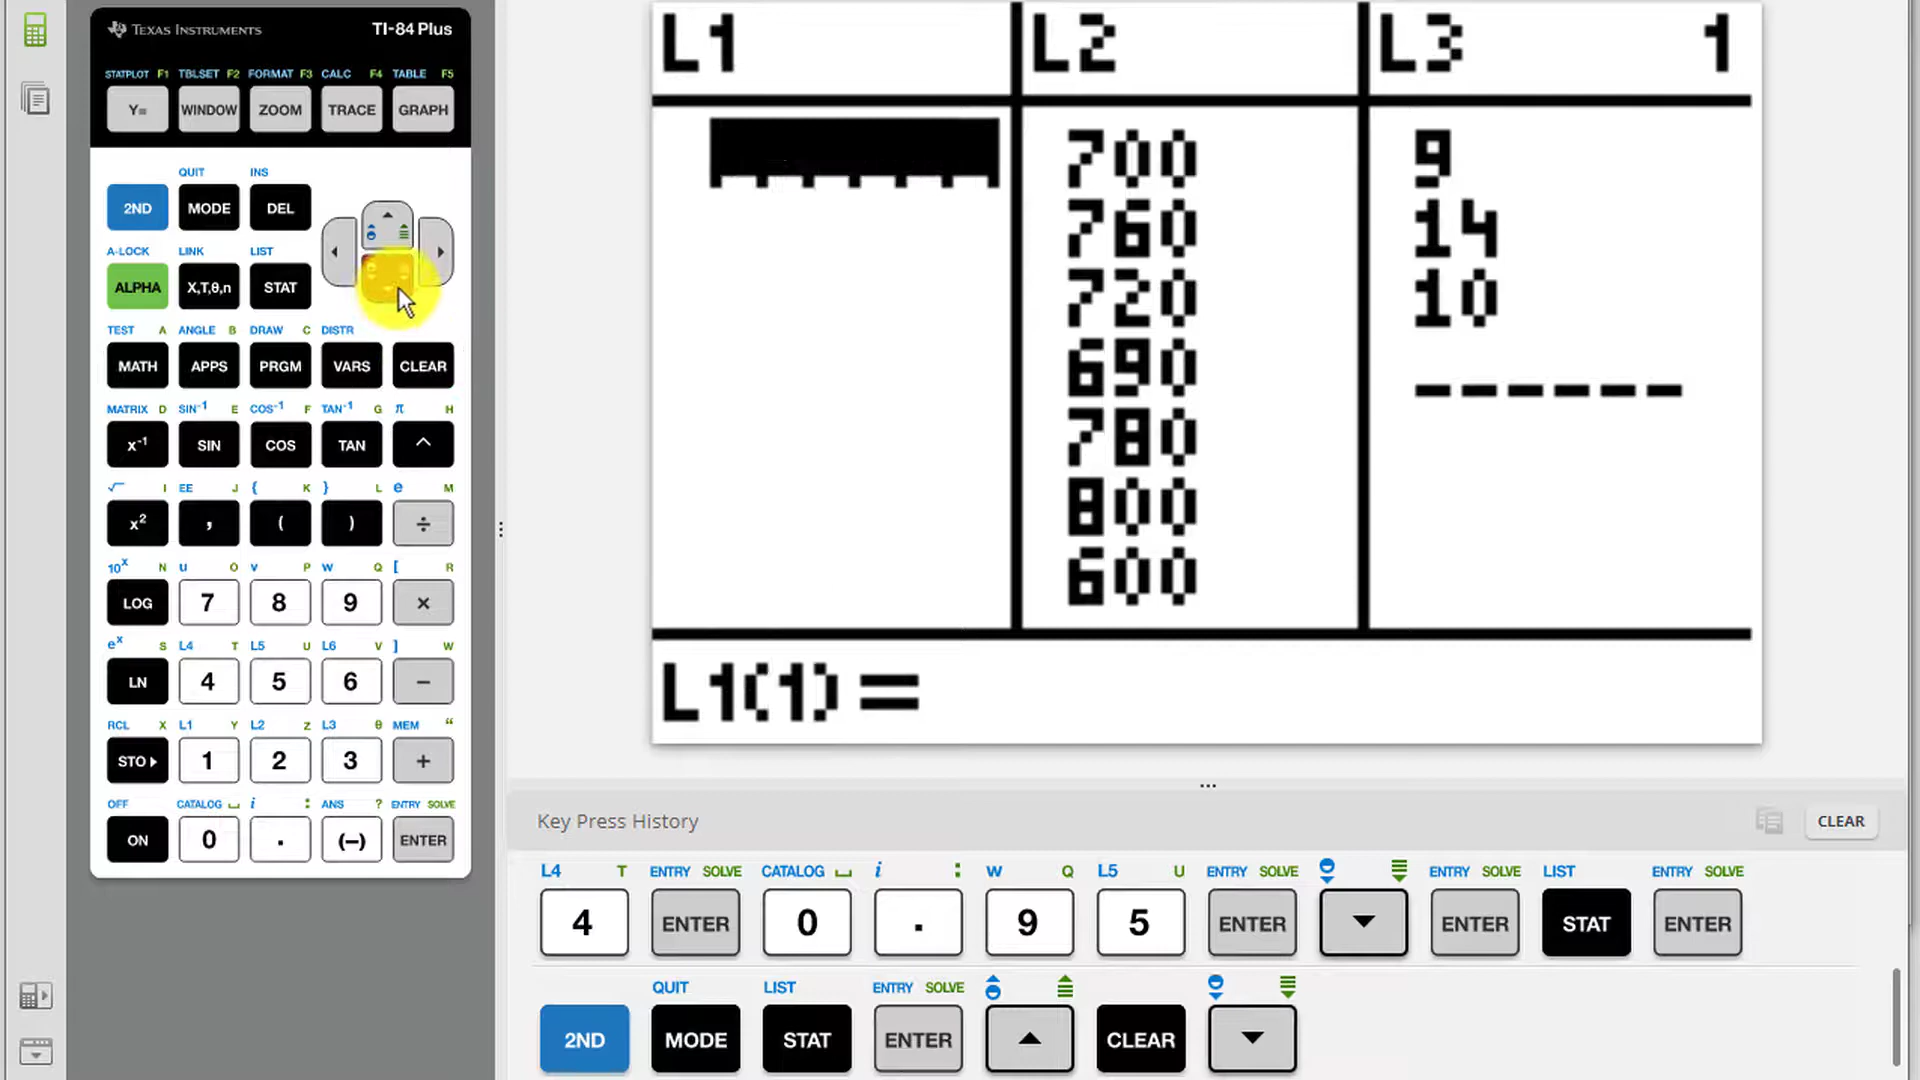 TEXAS INSTRUMENTS TI-84 Plus
STATPLOT F1 TBLSET F2 FORMAT F3 CALC F4 TABLE F5
Y= WINDOW ZOOM TRACE GRAPH
QUIT INS
2ND MODE DEL
A-LOCK LINK LIST
ALPHA X,T,θ,n STAT
TEST A ANGLE B DRAW C DISTR
MATH APPS PRGM VARS CLEAR
MATRIX D SIN⁻¹ E COS⁻¹ F TAN⁻¹ G π H
x⁻¹ SIN COS TAN ^
√ I EE J { K } L e M
x² , ( ) ÷
10ˣ N u O v P w Q [ R
LOG 7 8 9 ×
eˣ S L4 T L5 U L6 V ] W
LN 4 5 6 −
RCL X L1 Y L2 Z L3 θ MEM “
STO▸ 1 2 3 +
OFF CATALOG ⎵ i : ANS ? ENTRY SOLVE
ON 0 . (−) ENTER
L1 L2 L3 1
700 9
760 14
720 10
690 ------
780
800
600
L1(1)=
Key Press History CLEAR
L4 T ENTRY SOLVE CATALOG ⎵ i : W Q L5 U ENTRY SOLVE ENTRY SOLVE LIST ENTRY SOLVE
4 ENTER 0 . 9 5 ENTER ▼ ENTER STAT ENTER
QUIT LIST ENTRY SOLVE
2ND MODE STAT ENTER ▲ CLEAR ▼